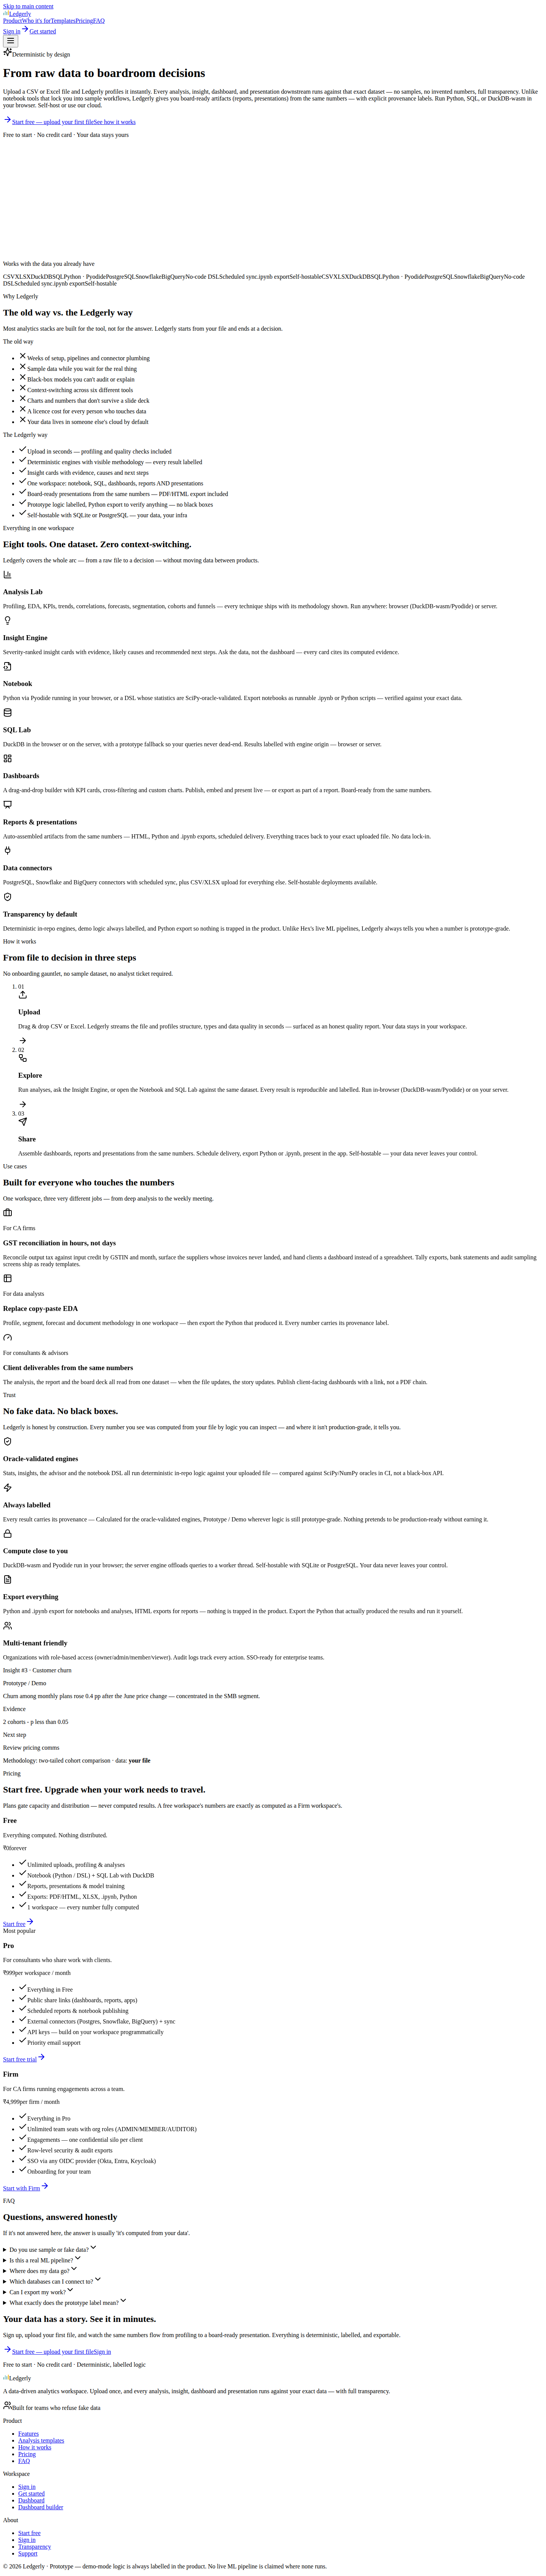 Skip to main content
Ledgerly
ProductWho it's forTemplatesPricingFAQ
Sign in Get started
Deterministic by design
From raw data to boardroom decisions
Upload a CSV or Excel file and Ledgerly profiles it instantly. Every analysis, insight, dashboard, and presentation downstream runs against that exact dataset — no samples, no invented numbers, full transparency. Unlike
notebook tools that lock you into sample workflows, Ledgerly gives you board-ready artifacts (reports, presentations) from the same numbers — with explicit provenance labels. Run Python, SQL, or DuckDB-wasm in
your browser. Self-host or use our cloud.
Start free — upload your first fileSee how it works
Free to start · No credit card · Your data stays yours
Works with the data you already have
CSVXLSXDuckDBSQLPython · PyodidePostgreSQLSnowflakeBigQueryNo-code DSLScheduled sync.ipynb exportSelf-hostableCSVXLSXDuckDBSQLPython · PyodidePostgreSQLSnowflakeBigQueryNo-code
DSLScheduled sync.ipynb exportSelf-hostable
Why Ledgerly
The old way vs. the Ledgerly way
Most analytics stacks are built for the tool, not for the answer. Ledgerly starts from your file and ends at a decision.
The old way
Weeks of setup, pipelines and connector plumbing
Sample data while you wait for the real thing
Black-box models you can't audit or explain
Context-switching across six different tools
Charts and numbers that don't survive a slide deck
A licence cost for every person who touches data
Your data lives in someone else's cloud by default
The Ledgerly way
Upload in seconds — profiling and quality checks included
Deterministic engines with visible methodology — every result labelled
Insight cards with evidence, causes and next steps
One workspace: notebook, SQL, dashboards, reports AND presentations
Board-ready presentations from the same numbers — PDF/HTML export included
Prototype logic labelled, Python export to verify anything — no black boxes
Self-hostable with SQLite or PostgreSQL — your data, your infra
Everything in one workspace
Eight tools. One dataset. Zero context-switching.
Ledgerly covers the whole arc — from a raw file to a decision — without moving data between products.
Analysis Lab
Profiling, EDA, KPIs, trends, correlations, forecasts, segmentation, cohorts and funnels — every technique ships with its methodology shown. Run anywhere: browser (DuckDB-wasm/Pyodide) or server.
Insight Engine
Severity-ranked insight cards with evidence, likely causes and recommended next steps. Ask the data, not the dashboard — every card cites its computed evidence.
Notebook
Python via Pyodide running in your browser, or a DSL whose statistics are SciPy-oracle-validated. Export notebooks as runnable .ipynb or Python scripts — verified against your exact data.
SQL Lab
DuckDB in the browser or on the server, with a prototype fallback so your queries never dead-end. Results labelled with engine origin — browser or server.
Dashboards
A drag-and-drop builder with KPI cards, cross-filtering and custom charts. Publish, embed and present live — or export as part of a report. Board-ready from the same numbers.
Reports & presentations
Auto-assembled artifacts from the same numbers — HTML, Python and .ipynb exports, scheduled delivery. Everything traces back to your exact uploaded file. No data lock-in.
Data connectors
PostgreSQL, Snowflake and BigQuery connectors with scheduled sync, plus CSV/XLSX upload for everything else. Self-hostable deployments available.
Transparency by default
Deterministic in-repo engines, demo logic always labelled, and Python export so nothing is trapped in the product. Unlike Hex's live ML pipelines, Ledgerly always tells you when a number is prototype-grade.
How it works
From file to decision in three steps
No onboarding gauntlet, no sample dataset, no analyst ticket required.
1. 01
Upload
Drag & drop CSV or Excel. Ledgerly streams the file and profiles structure, types and data quality in seconds — surfaced as an honest quality report. Your data stays in your workspace.
2. 02
Explore
Run analyses, ask the Insight Engine, or open the Notebook and SQL Lab against the same dataset. Every result is reproducible and labelled. Run in-browser (DuckDB-wasm/Pyodide) or on your server.
3. 03
Share
Assemble dashboards, reports and presentations from the same numbers. Schedule delivery, export Python or .ipynb, present in the app. Self-hostable — your data never leaves your control.
Use cases
Built for everyone who touches the numbers
One workspace, three very different jobs — from deep analysis to the weekly meeting.
For CA firms
GST reconciliation in hours, not days
Reconcile output tax against input credit by GSTIN and month, surface the suppliers whose invoices never landed, and hand clients a dashboard instead of a spreadsheet. Tally exports, bank statements and audit sampling
screens ship as ready templates.
For data analysts
Replace copy-paste EDA
Profile, segment, forecast and document methodology in one workspace — then export the Python that produced it. Every number carries its provenance label.
For consultants & advisors
Client deliverables from the same numbers
The analysis, the report and the board deck all read from one dataset — when the file updates, the story updates. Publish client-facing dashboards with a link, not a PDF chain.
Trust
No fake data. No black boxes.
Ledgerly is honest by construction. Every number you see was computed from your file by logic you can inspect — and where it isn't production-grade, it tells you.
Oracle-validated engines
Stats, insights, the advisor and the notebook DSL all run deterministic in-repo logic against your uploaded file — compared against SciPy/NumPy oracles in CI, not a black-box API.
Always labelled
Every result carries its provenance — Calculated for the oracle-validated engines, Prototype / Demo wherever logic is still prototype-grade. Nothing pretends to be production-ready without earning it.
Compute close to you
DuckDB-wasm and Pyodide run in your browser; the server engine offloads queries to a worker thread. Self-hostable with SQLite or PostgreSQL. Your data never leaves your control.
Export everything
Python and .ipynb export for notebooks and analyses, HTML exports for reports — nothing is trapped in the product. Export the Python that actually produced the results and run it yourself.
Multi-tenant friendly
Organizations with role-based access (owner/admin/member/viewer). Audit logs track every action. SSO-ready for enterprise teams.
Insight #3 · Customer churn
Prototype / Demo
Churn among monthly plans rose 0.4 pp after the June price change — concentrated in the SMB segment.
Evidence
2 cohorts · p less than 0.05
Next step
Review pricing comms
Methodology: two-tailed cohort comparison · data: your file
Pricing
Start free. Upgrade when your work needs to travel.
Plans gate capacity and distribution — never computed results. A free workspace's numbers are exactly as computed as a Firm workspace's.
Free
Everything computed. Nothing distributed.
₹0forever
Unlimited uploads, profiling & analyses
Notebook (Python / DSL) + SQL Lab with DuckDB
Reports, presentations & model training
Exports: PDF/HTML, XLSX, .ipynb, Python
1 workspace — every number fully computed
Start free
Most popular
Pro
For consultants who share work with clients.
₹999per workspace / month
Everything in Free
Public share links (dashboards, reports, apps)
Scheduled reports & notebook publishing
External connectors (Postgres, Snowflake, BigQuery) + sync
API keys — build on your workspace programmatically
Priority email support
Start free trial
Firm
For CA firms running engagements across a team.
₹4,999per firm / month
Everything in Pro
Unlimited team seats with org roles (ADMIN/MEMBER/AUDITOR)
Engagements — one confidential silo per client
Row-level security & audit exports
SSO via any OIDC provider (Okta, Entra, Keycloak)
Onboarding for your team
Start with Firm
FAQ
Questions, answered honestly
If it's not answered here, the answer is usually 'it's computed from your data'.
Do you use sample or fake data?
Is this a real ML pipeline?
Where does my data go?
Which databases can I connect to?
Can I export my work?
What exactly does the prototype label mean?
Your data has a story. See it in minutes.
Sign up, upload your first file, and watch the same numbers flow from profiling to a board-ready presentation. Everything is deterministic, labelled, and exportable.
Start free — upload your first fileSign in
Free to start · No credit card · Deterministic, labelled logic
Ledgerly
A data-driven analytics workspace. Upload once, and every analysis, insight, dashboard and presentation runs against your exact data — with full transparency.
Built for teams who refuse fake data
Product
Features
Analysis templates
How it works
Pricing
FAQ
Workspace
Sign in
Get started
Dashboard
Dashboard builder
About
Start free
Sign in
Transparency
Support
© 2026 Ledgerly · Prototype — demo-mode logic is always labelled in the product. No live ML pipeline is claimed where none runs.